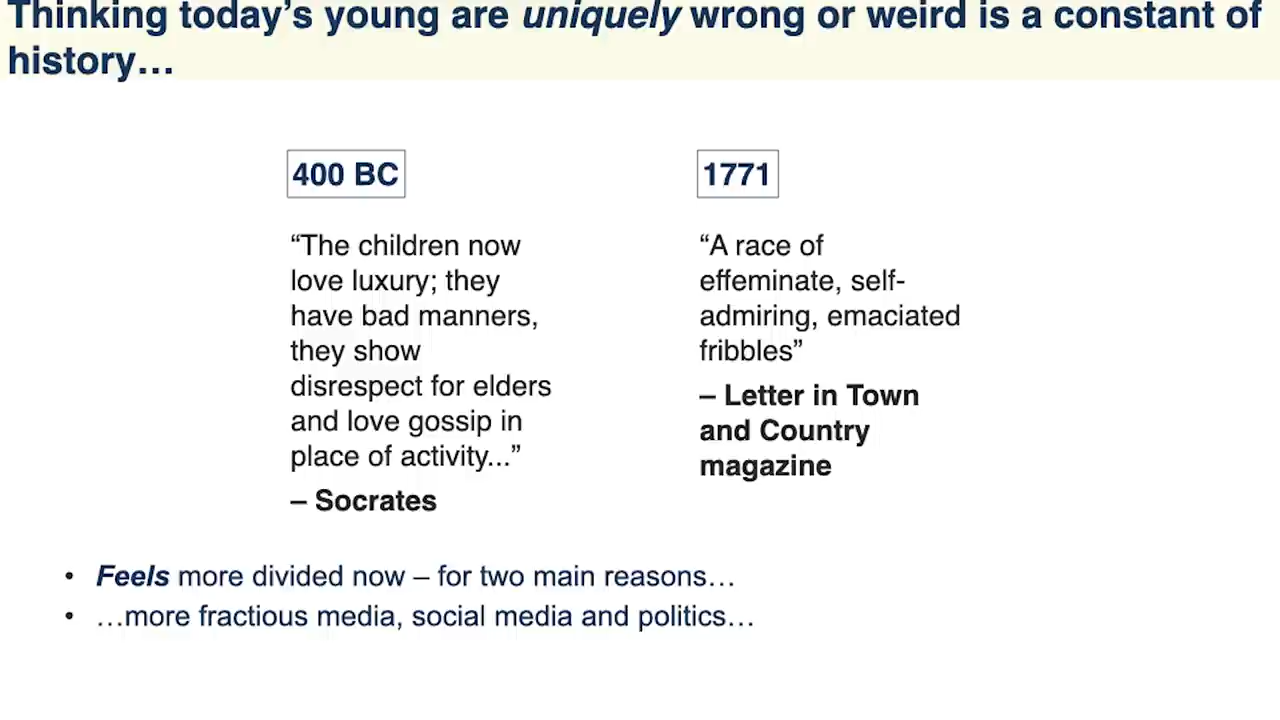 Thinking today’s young are uniquely wrong or weird is a constant of
history…
400 BC
“The children now
love luxury; they
have bad manners,
they show
disrespect for elders
and love gossip in
place of activity...”
– Socrates
1771
“A race of
effeminate, self-
admiring, emaciated
fribbles”
– Letter in Town
and Country
magazine
• Feels more divided now – for two main reasons…
• …more fractious media, social media and politics…